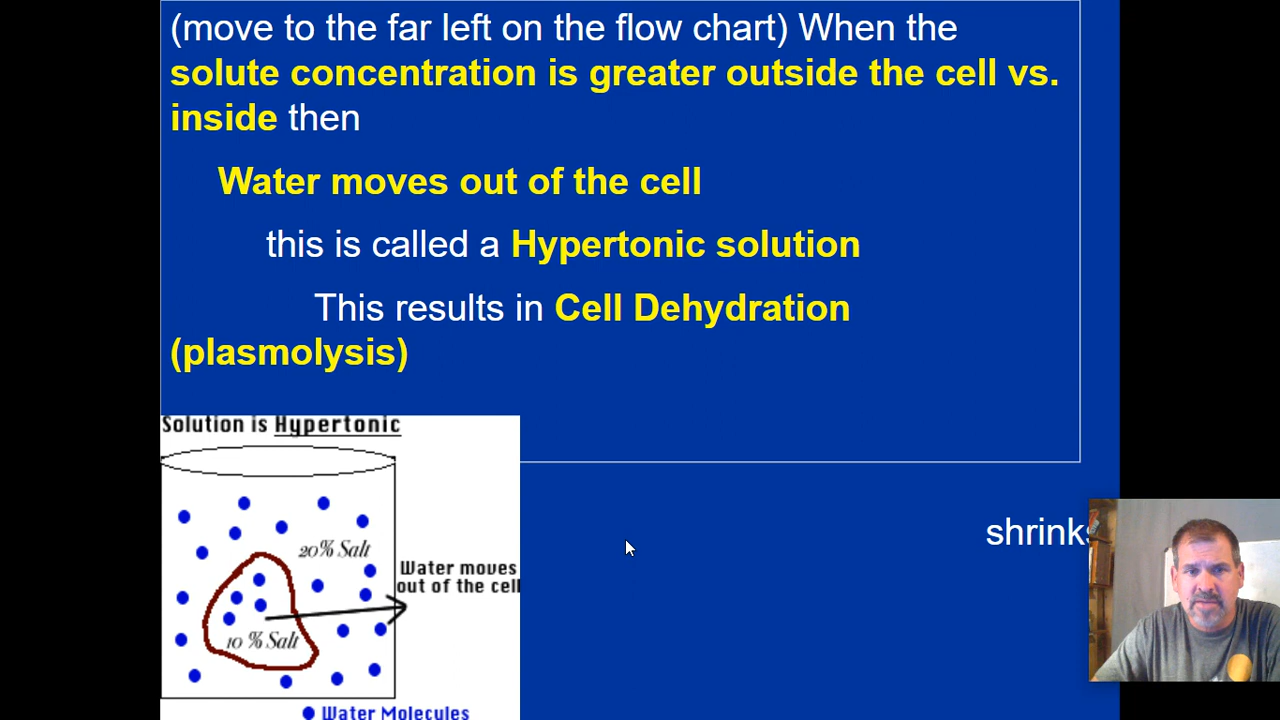 (move to the far left on the flow chart) When the
solute concentration is greater outside the cell vs.
inside then
Water moves out of the cell
this is called a Hypertonic solution
This results in Cell Dehydration
(plasmolysis)
Solution is Hypertonic
20% Salt
Water moves
out of the cell
shrinks
10 % Salt
Water Molecules